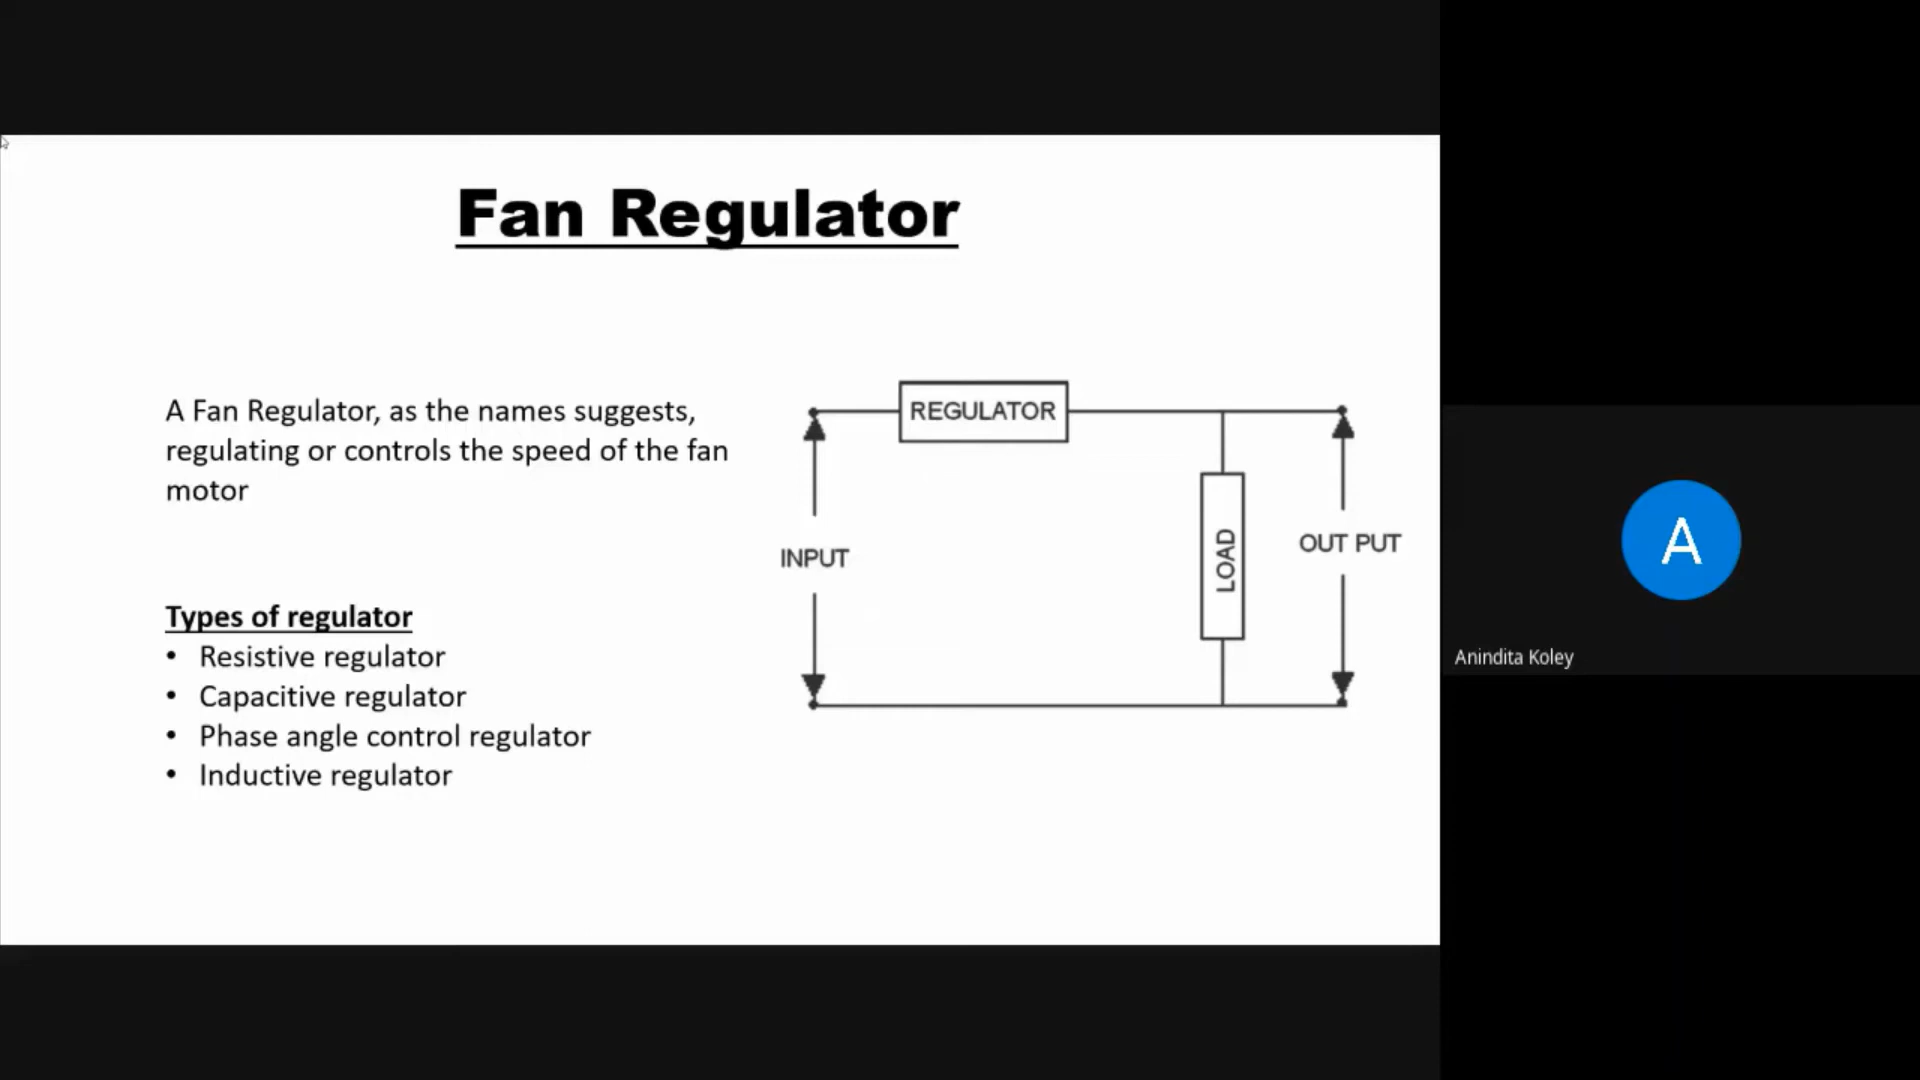 Fan Regulator
A Fan Regulator, as the names suggests,
regulating or controls the speed of the fan
motor
Types of regulator
• Resistive regulator
• Capacitive regulator
• Phase angle control regulator
• Inductive regulator
REGULATOR
INPUT
LOAD
OUT PUT
A
Anindita Koley